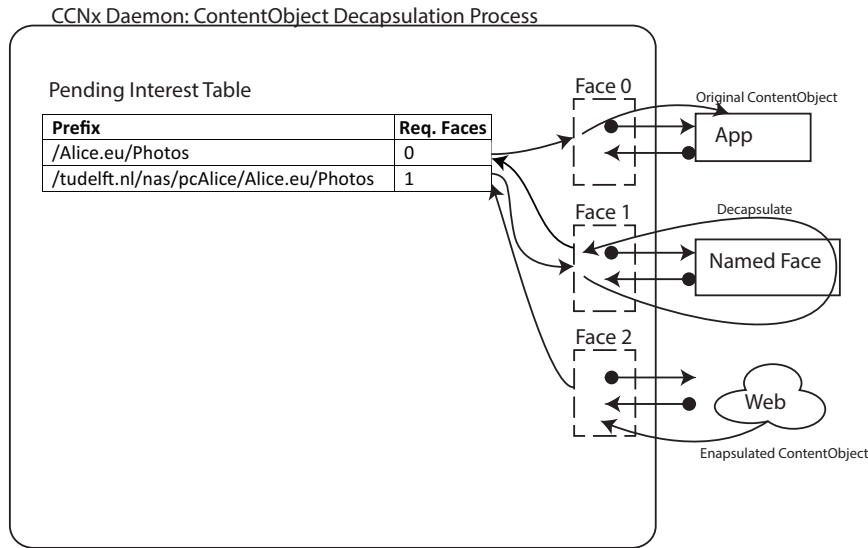 CCNx Daemon: ContentObject Decapsulation Process
Pending Interest Table
Prefix Req. Faces
/Alice.eu/Photos 0
/tudelft.nl/nas/pcAlice/Alice.eu/Photos 1
Face 0
Original ContentObject
App
Face 1
Decapsulate
Named Face
Face 2
Web
Enapsulated ContentObject